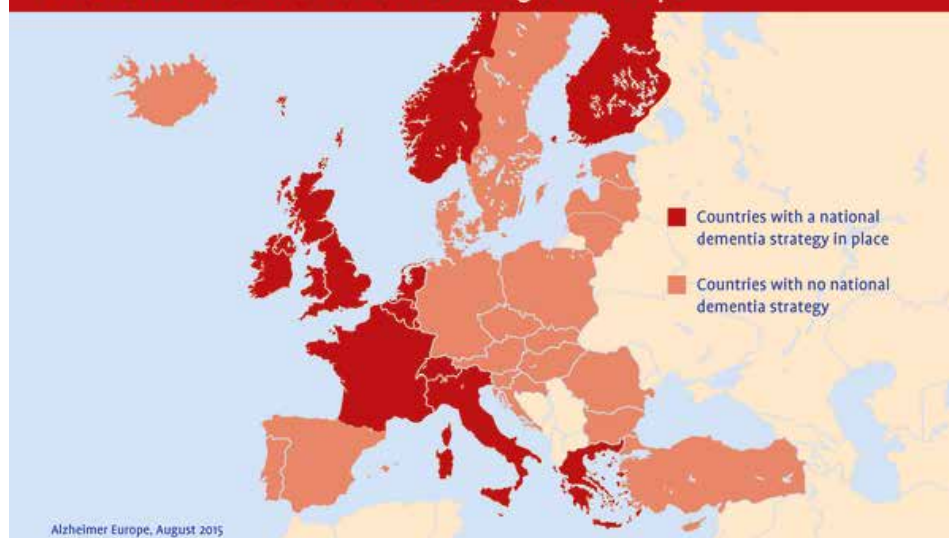 Countries with a national
dementia strategy in place
Countries with no national
dementia strategy
Alzheimer Europe, August 2015